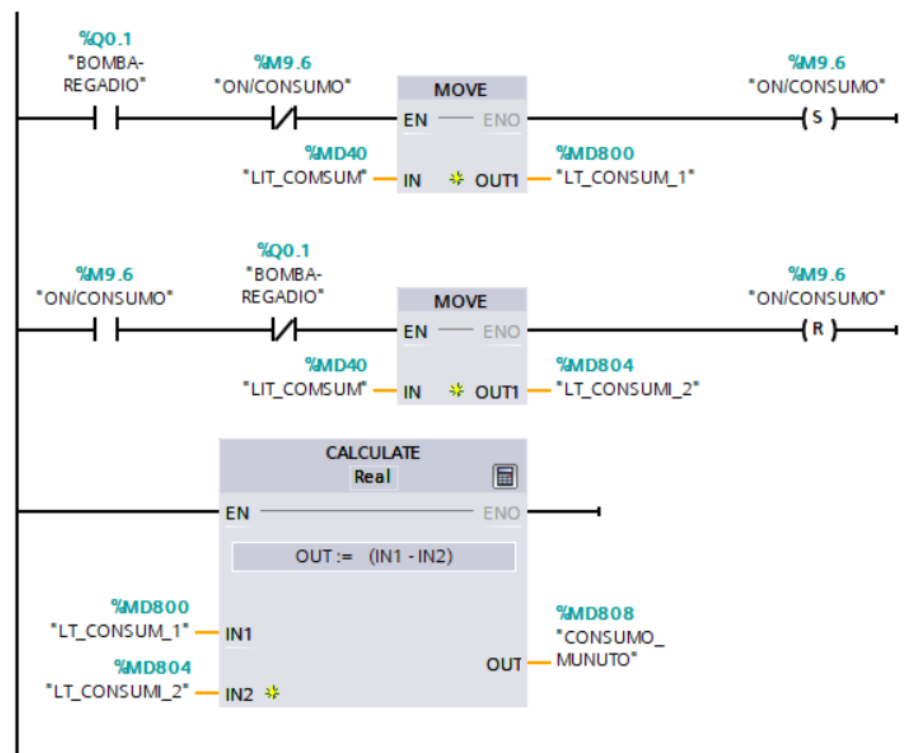 %Q0.1
"BOMBA-
REGADIO"
%M9.6
"ON/CONSUMO"
MOVE
EN
ENO
%M9.6
"ON/CONSUMO"
S
%MD40
"LIT_COMSUM"
IN
OUT1
%MD800
"LT_CONSUM_1"
%M9.6
"ON/CONSUMO"
%Q0.1
"BOMBA-
REGADIO"
MOVE
EN
ENO
%M9.6
"ON/CONSUMO"
R
%MD40
"LIT_COMSUM"
IN
OUT1
%MD804
"LT_CONSUMI_2"
CALCULATE
Real
EN
ENO
OUT := (IN1 - IN2)
%MD800
"LT_CONSUM_1"
IN1
%MD804
"LT_CONSUMI_2"
IN2
OUT
%MD808
"CONSUMO_
MUNUTO"